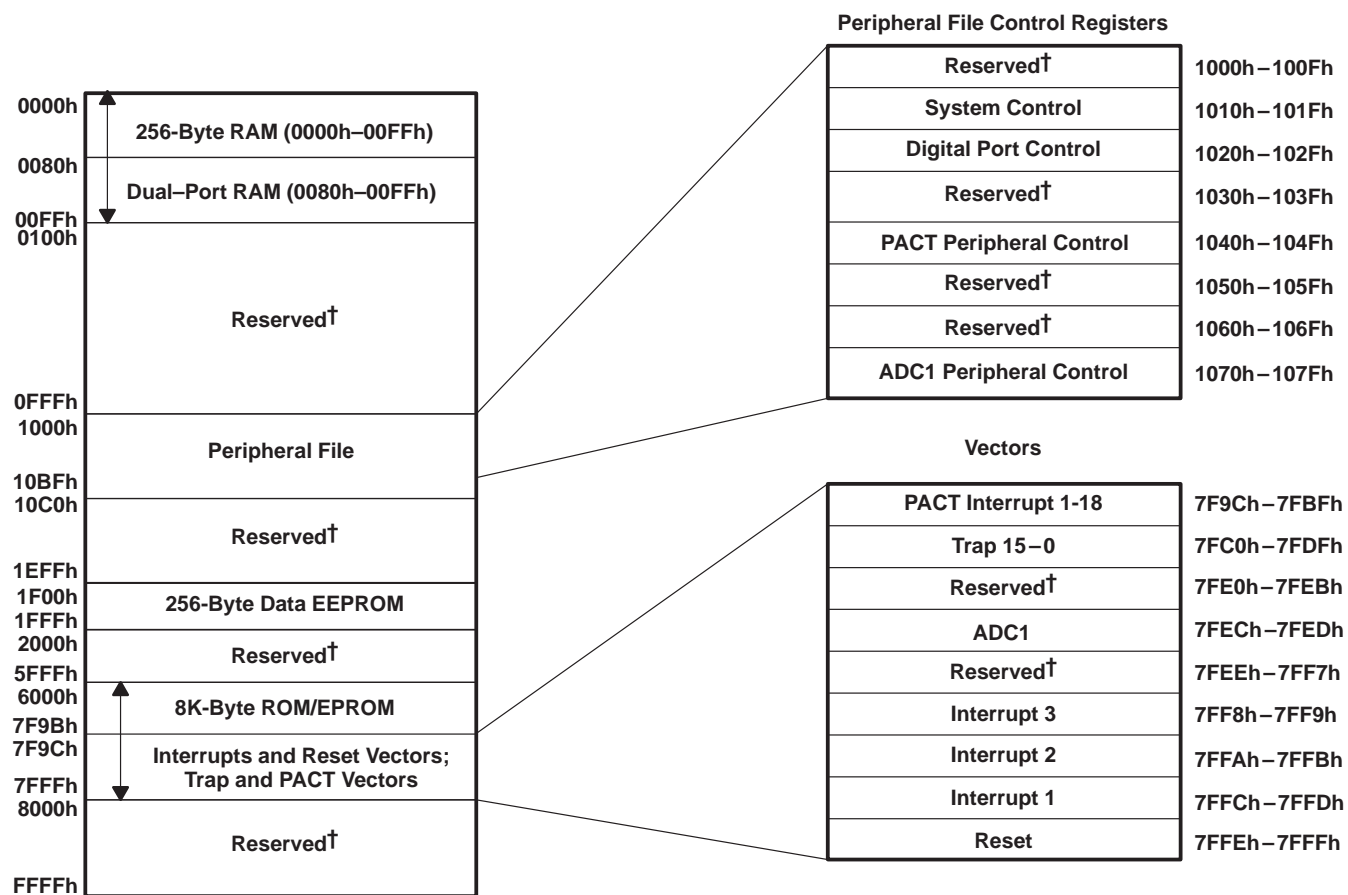 Peripheral File Control Registers
0000h
256-Byte RAM (0000h–00FFh)
0080h
Dual–Port RAM (0080h–00FFh)
00FFh
0100h
Reserved†
0FFFh
1000h
Peripheral File
10BFh
10C0h
Reserved†
1EFFh
1F00h
256-Byte Data EEPROM
1FFFh
2000h
Reserved†
5FFFh
6000h
8K-Byte ROM/EPROM
7F9Bh
7F9Ch
Interrupts and Reset Vectors;
Trap and PACT Vectors
7FFFh
8000h
Reserved†
FFFFh
Reserved† 1000h–100Fh
System Control 1010h–101Fh
Digital Port Control 1020h–102Fh
Reserved† 1030h–103Fh
PACT Peripheral Control 1040h–104Fh
Reserved† 1050h–105Fh
Reserved† 1060h–106Fh
ADC1 Peripheral Control 1070h–107Fh
Vectors
PACT Interrupt 1-18 7F9Ch–7FBFh
Trap 15–0 7FC0h–7FDFh
Reserved† 7FE0h–7FEBh
ADC1 7FECh–7FEDh
Reserved† 7FEEh–7FF7h
Interrupt 3 7FF8h–7FF9h
Interrupt 2 7FFAh–7FFBh
Interrupt 1 7FFCh–7FFDh
Reset 7FFEh–7FFFh